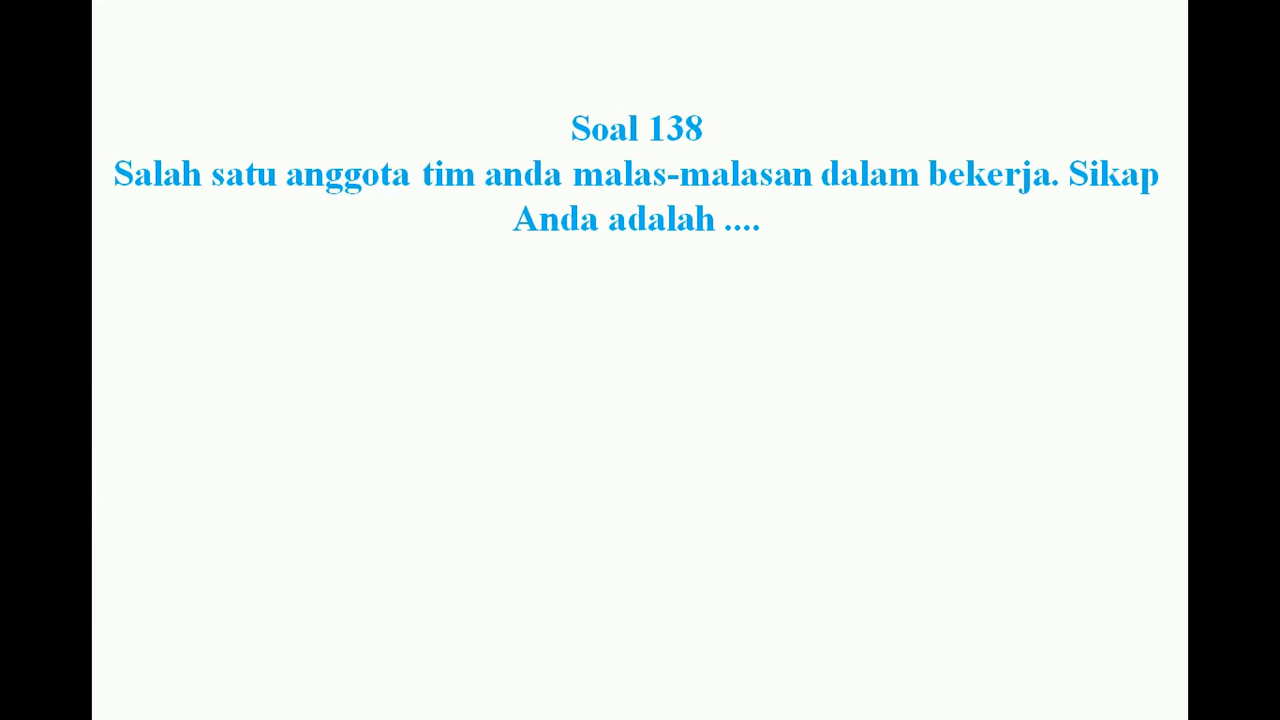 Soal 138
Salah satu anggota tim anda malas-malasan dalam bekerja. Sikap
Anda adalah ....